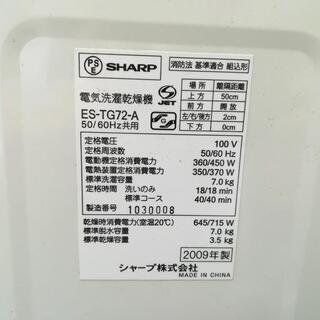 PS
E
SHARP
消防法 基準適合 組込形
場所 離隔距離
上方 50cm
前方 開放
左/右/後方 2cm
下方 0cm
電気洗濯乾燥機
ES-TG72-A
50/60Hz共用
S JET
G
定格電圧 100 V
定格周波数 50/60 Hz
電動機定格消費電力 360/450 W
電熱装置定格消費電力 350/370 W
標準洗濯容量 7.0 kg
定格時間 洗いのみ 18/18 min
標準コース 40/40 min
製造番号 1030008
乾燥時消費電力(室温20℃) 645/715 W
標準脱水容量 7.0 kg
標準乾燥容量 3.5 kg
2009年製
シャープ株式会社
MADE IN CHINA